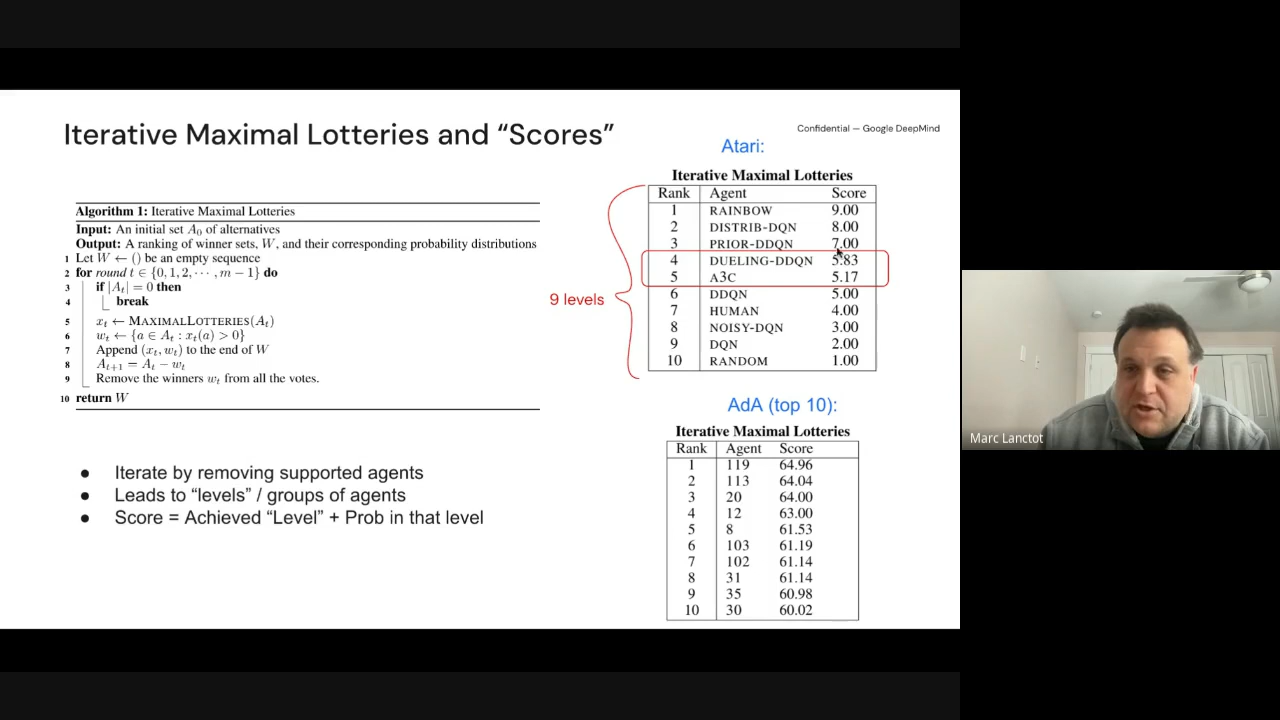 Iterative Maximal Lotteries and “Scores”
Confidential — Google DeepMind
Algorithm 1: Iterative Maximal Lotteries
Input: An initial set A₀ of alternatives
Output: A ranking of winner sets, W, and their corresponding probability distributions
1 Let W ← () be an empty sequence
2 for round t ∈ {0, 1, 2, ⋯ , m − 1} do
3 if |Aₜ| = 0 then
4 break
5 xₜ ← MAXIMALLOTTERIES(Aₜ)
6 wₜ ← {a ∈ Aₜ : xₜ(a) > 0}
7 Append (xₜ, wₜ) to the end of W
8 Aₜ₊₁ = Aₜ − wₜ
9 Remove the winners wₜ from all the votes.
10 return W
● Iterate by removing supported agents
● Leads to “levels” / groups of agents
● Score = Achieved “Level” + Prob in that level
Atari:
Iterative Maximal Lotteries
Rank Agent Score
1 RAINBOW 9.00
2 DISTRIB-DQN 8.00
3 PRIOR-DDQN 7.00
4 DUELING-DDQN 5.83
5 A3C 5.17
6 DDQN 5.00
7 HUMAN 4.00
8 NOISY-DQN 3.00
9 DQN 2.00
10 RANDOM 1.00
9 levels
AdA (top 10):
Iterative Maximal Lotteries
Rank Agent Score
1 119 64.96
2 113 64.04
3 20 64.00
4 12 63.00
5 8 61.53
6 103 61.19
7 102 61.14
8 31 61.14
9 35 60.98
10 30 60.02
Marc Lanctot